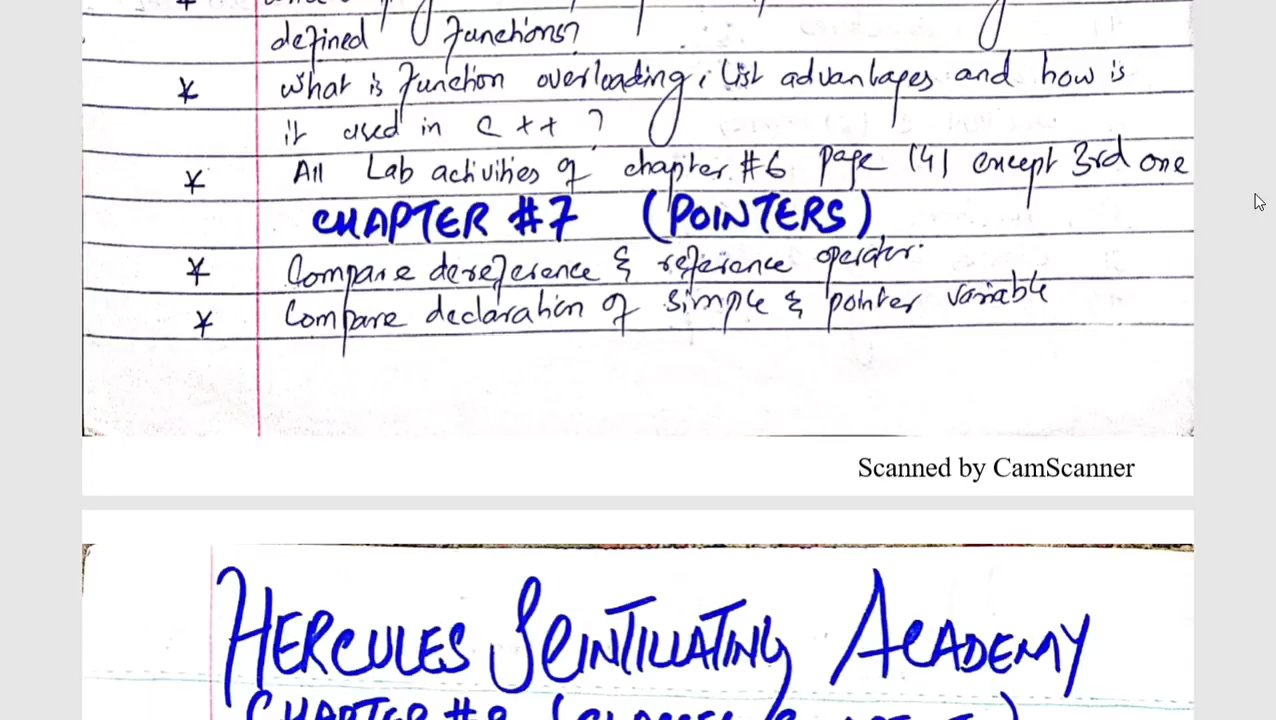 defined functions?
* What is function overloading, list advantages and how is
it used in C++ ?
* All Lab activities of chapter #6 page 141 except 3rd one
CHAPTER #7 (POINTERS)
* Compare dereference & reference operator.
* Compare declaration of simple & pointer variable
Scanned by CamScanner
HERCULES SCINTILLATING ACADEMY
CHAPTER #8